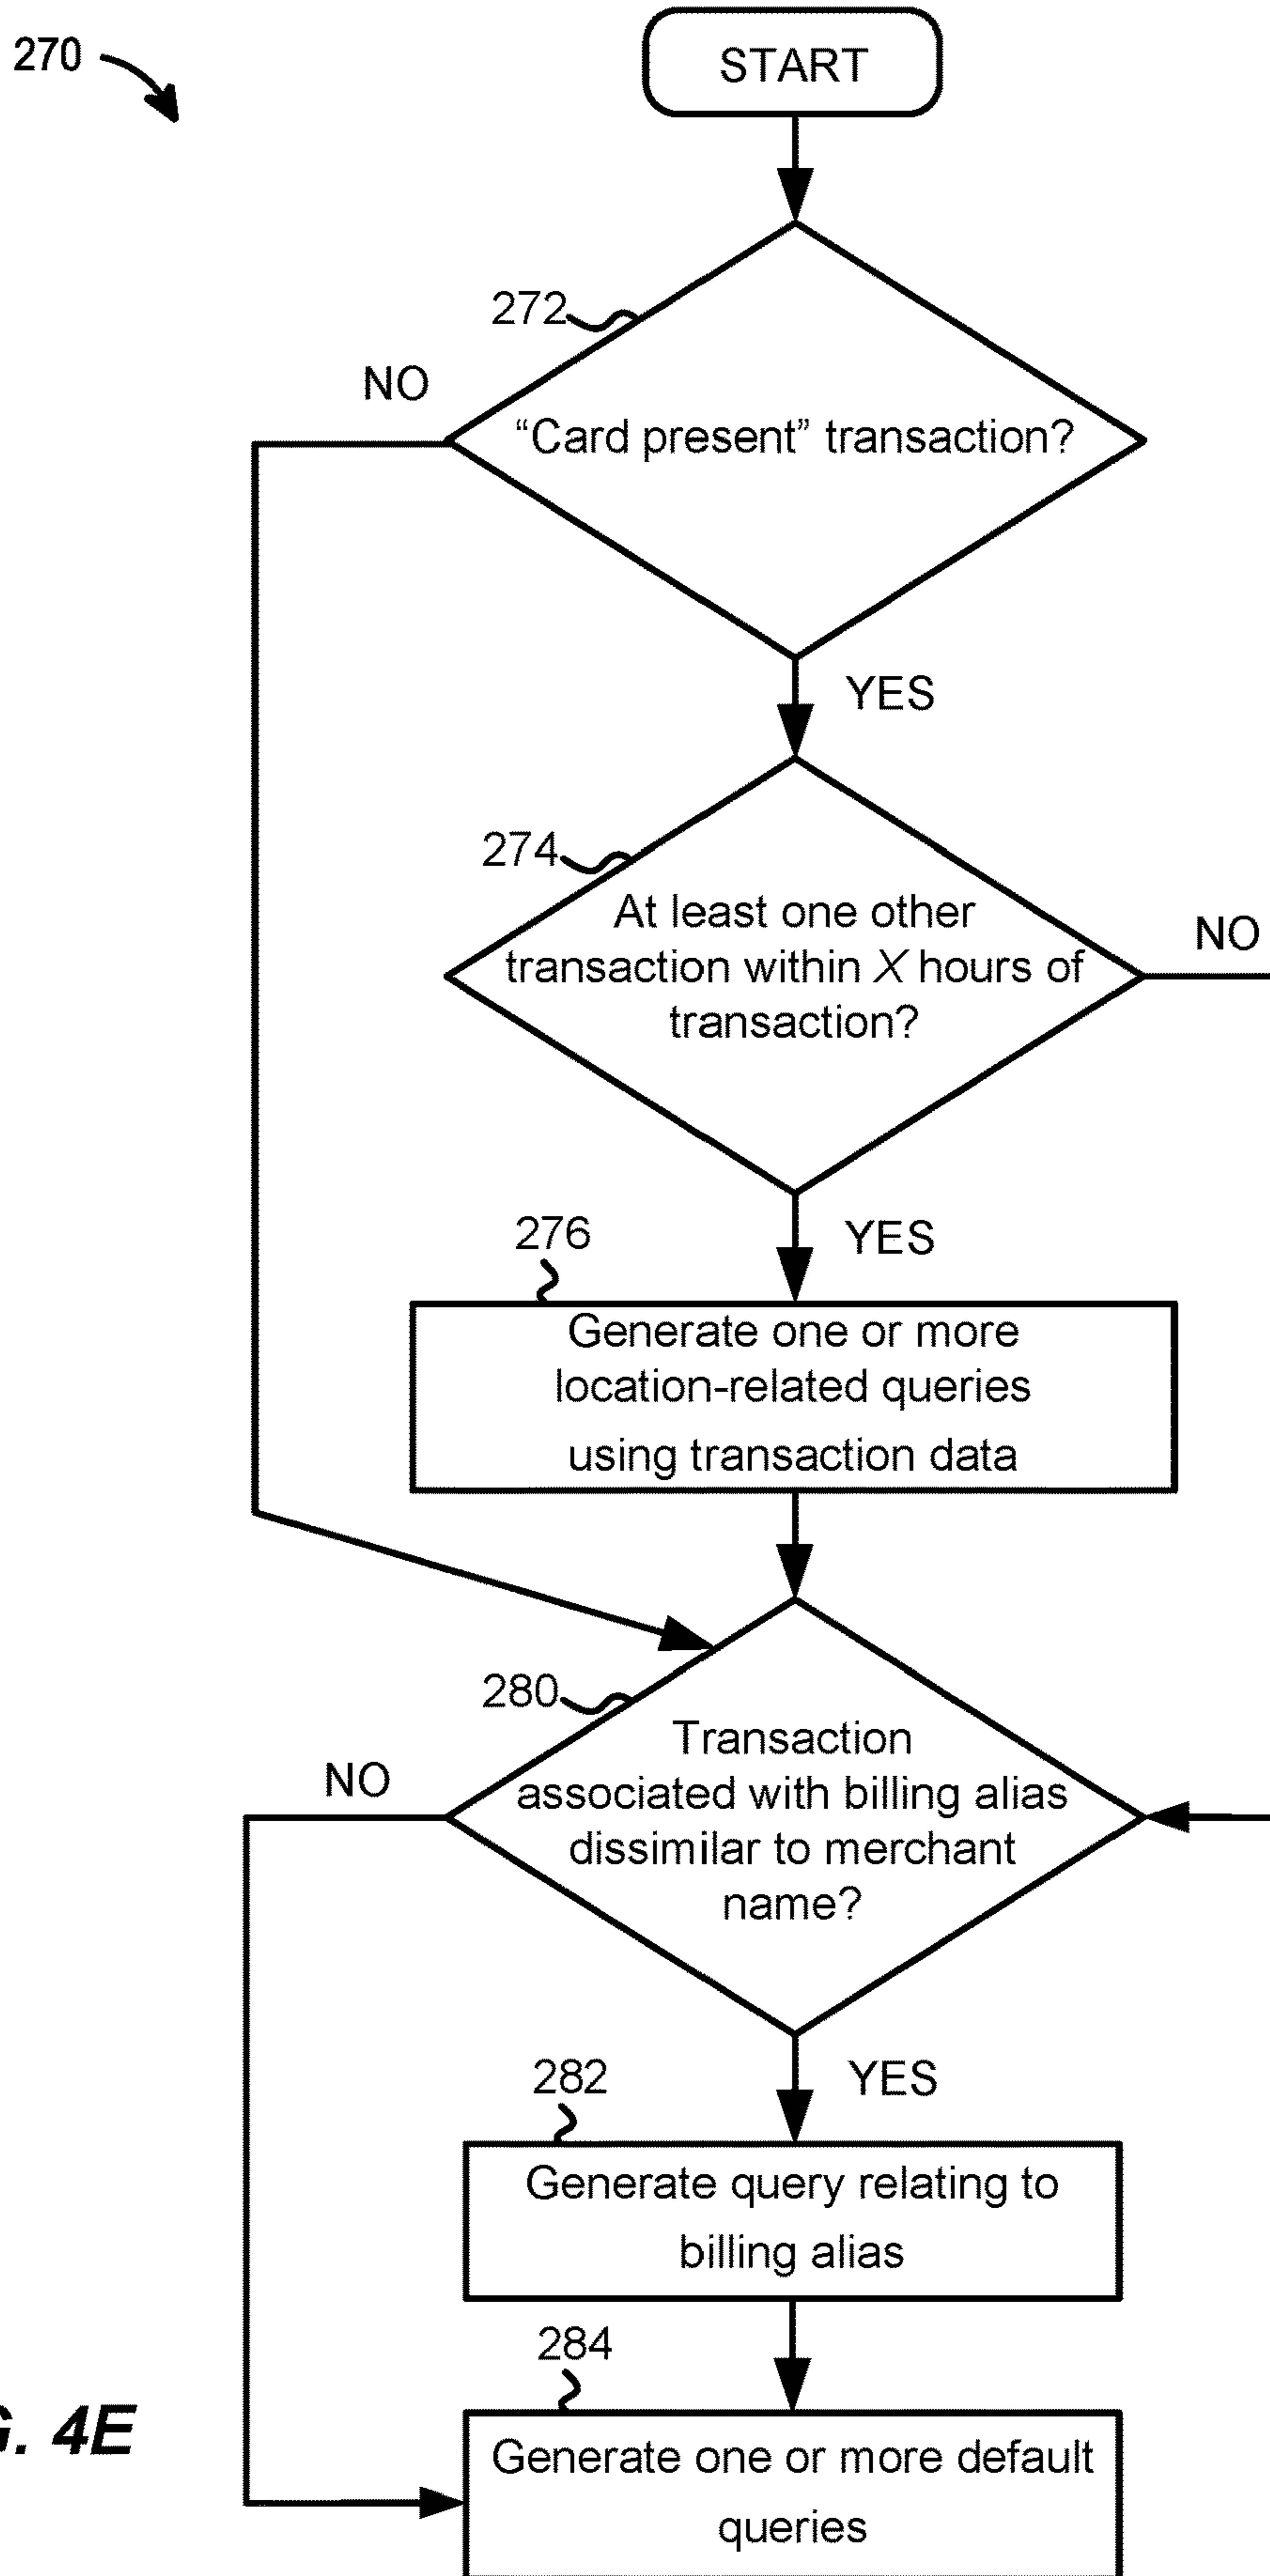 270
START
272
NO
“Card present” transaction?
YES
274
At least one other
transaction within X hours of
transaction?
NO
276
YES
Generate one or more
location-related queries
using transaction data
280
NO
Transaction
associated with billing alias
dissimilar to merchant
name?
282
YES
Generate query relating to
billing alias
284
G. 4E
Generate one or more default
queries